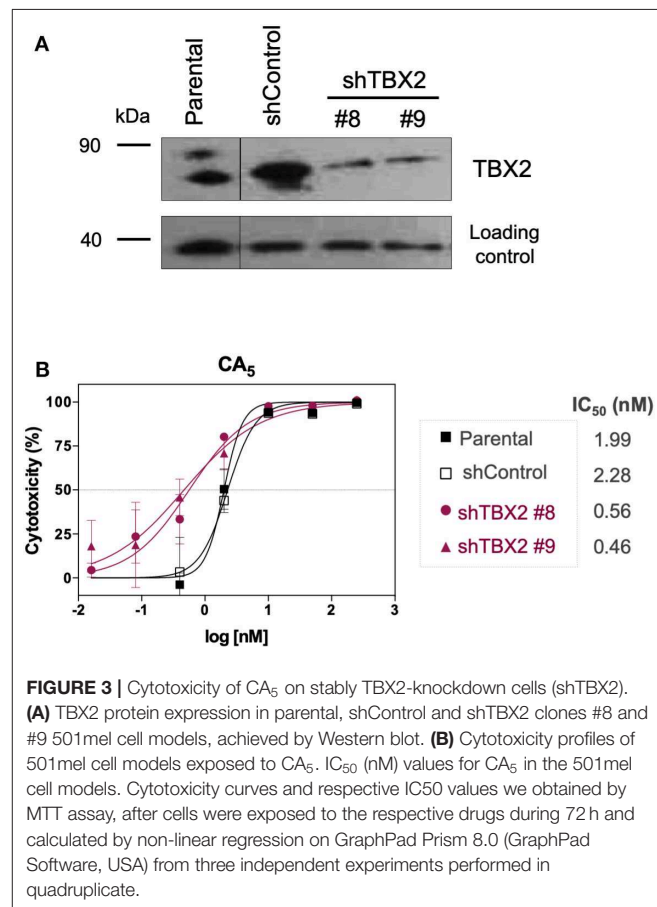 A
Parental
shControl
shTBX2
kDa
#8 #9
90
TBX2
40
Loading
control
B
CA5
100
75
50
25
0
Cytotoxicity (%)
-2 -1 0 1 2 3
log [nM]
IC50 (nM)
Parental 1.99
shControl 2.28
shTBX2 #8 0.56
shTBX2 #9 0.46
FIGURE 3 | Cytotoxicity of CA5 on stably TBX2-knockdown cells (shTBX2).
(A) TBX2 protein expression in parental, shControl and shTBX2 clones #8 and
#9 501mel cell models, achieved by Western blot. (B) Cytotoxicity profiles of
501mel cell models exposed to CA5. IC50 (nM) values for CA5 in the 501mel
cell models. Cytotoxicity curves and respective IC50 values we obtained by
MTT assay, after cells were exposed to the respective drugs during 72 h and
calculated by non-linear regression on GraphPad Prism 8.0 (GraphPad
Software, USA) from three independent experiments performed in
quadruplicate.